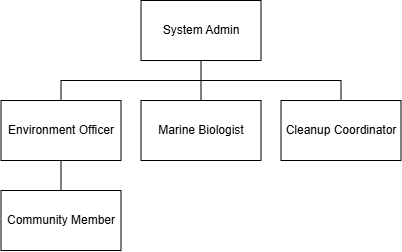 System Admin
Environment Officer
Marine Biologist
Cleanup Coordinator
Community Member